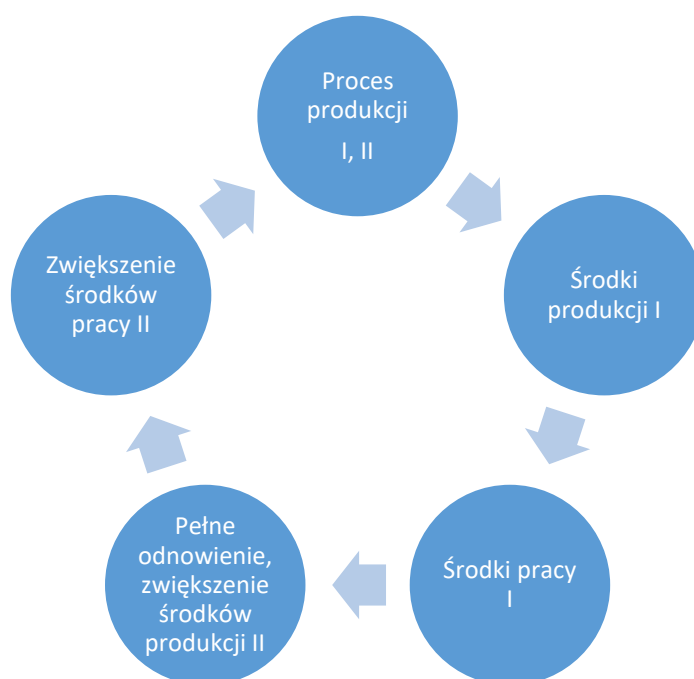 Proces
produkcji
I, II
Środki
produkcji I
Środki pracy
I
Pełne
odnowienie,
zwiększenie
środków
produkcji II
Zwiększenie
środków
pracy II